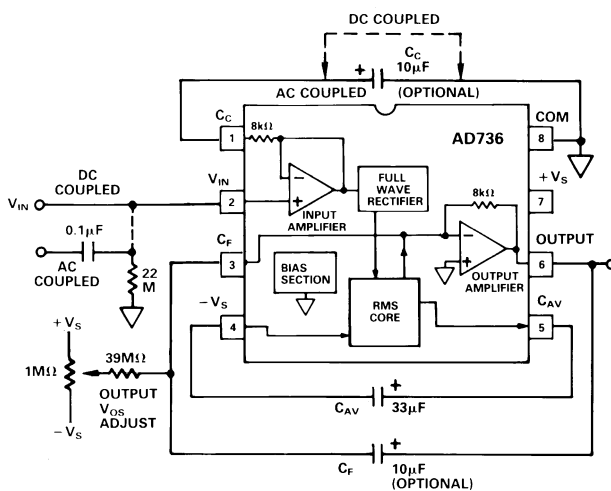 DC COUPLED
C_C
10μF
AC COUPLED
(OPTIONAL)
C_C
1
8kΩ
AD736
COM
8
DC
COUPLED
V_IN
V_IN
2
INPUT
AMPLIFIER
FULL
WAVE
RECTIFIER
+V_S
7
8kΩ
0.1μF
AC
COUPLED
22
M
C_F
3
BIAS
SECTION
OUTPUT
6
OUTPUT
AMPLIFIER
-V_S
4
RMS
CORE
C_AV
5
+V_S
1MΩ
39MΩ
OUTPUT
V_OS
ADJUST
-V_S
C_AV
33μF
C_F
10μF
(OPTIONAL)